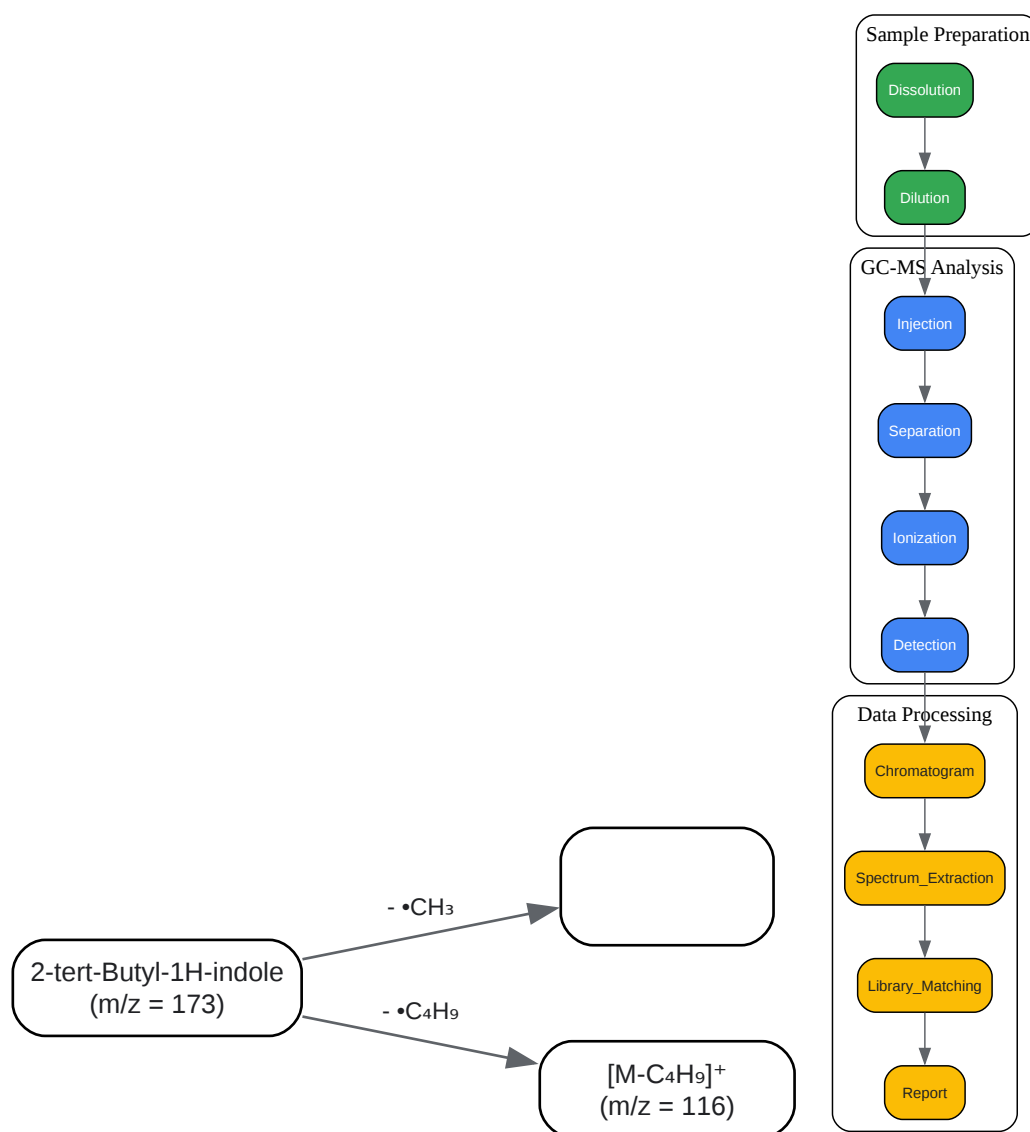 Sample Preparation
Dissolution
Dilution
GC-MS Analysis
Injection
Separation
Ionization
Detection
Data Processing
Chromatogram
Spectrum_Extraction
Library_Matching
Report
- •CH₃
2-tert-Butyl-1H-indole
(m/z = 173)
- •C₄H₉
[M-C₄H₉]⁺
(m/z = 116)